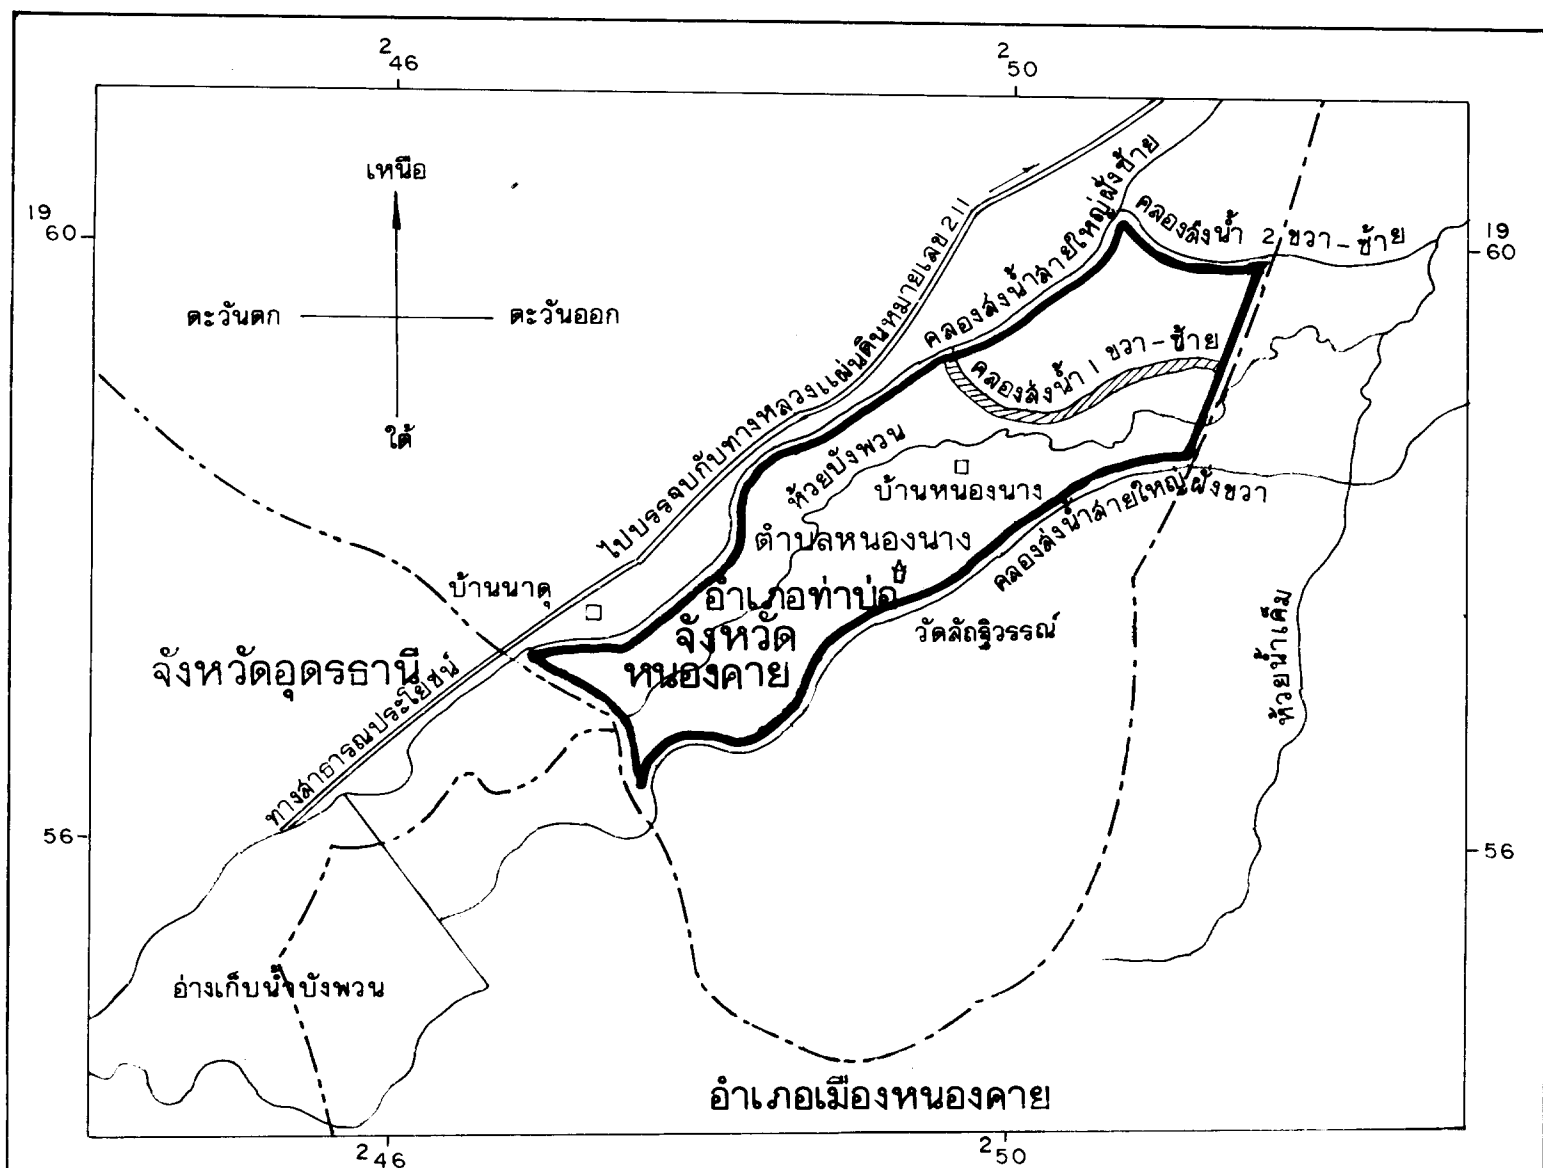 2 46
2 50
เหนือ
19 60
19 60
ตะวันตก
ตะวันออก
ใต้
ไปบรรจบกับทางหลวงแผ่นดินหมายเลข 211
คลองส่งน้ำสายใหญ่ฝั่งซ้าย
คลองส่งน้ำ 2 ขวา - ซ้าย
คลองส่งน้ำ 1 ขวา - ซ้าย
ห้วยบังพวน
บ้านหนองนาง
คลองส่งน้ำสายใหญ่ฝั่งขวา
ตำบลหนองนาง
บ้านนาดุ
อำเภอท่าบ่อ
จังหวัด
หนองคาย
วัดลัฏฐิวรรณ์
จังหวัดอุดรธานี
ทางสาธารณประโยชน์
ห้วยน้ำเค็ม
56
56
อ่างเก็บน้ำบังพวน
อำเภอเมืองหนองคาย
2 46
2 50